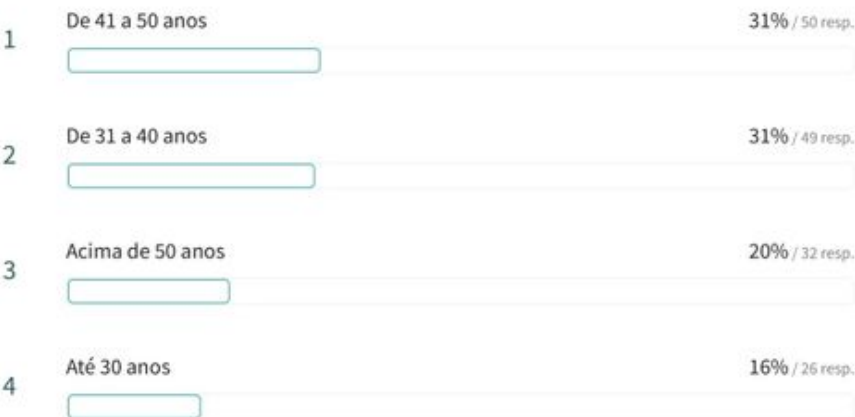 1 De 41 a 50 anos 31% / 50 resp.
2 De 31 a 40 anos 31% / 49 resp.
3 Acima de 50 anos 20% / 32 resp.
4 Até 30 anos 16% / 26 resp.